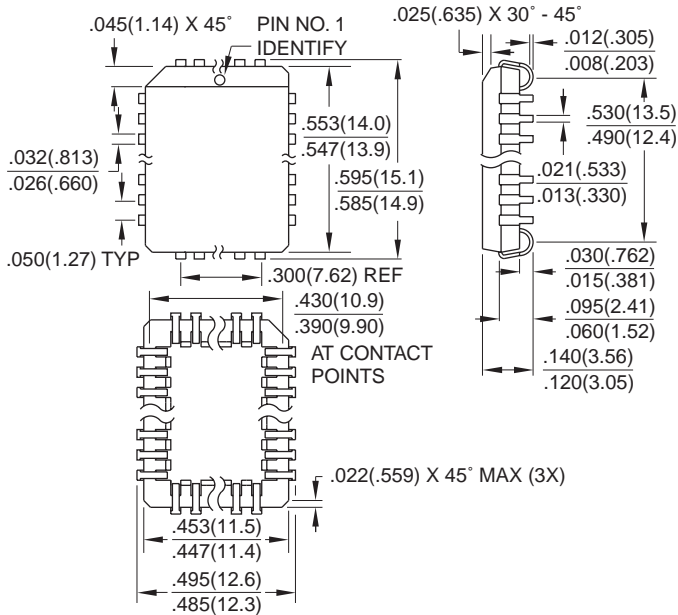 .045(1.14) X 45˚
PIN NO. 1
IDENTIFY
.025(.635) X 30˚ - 45˚
.012(.305)
.008(.203)
.553(14.0)
.547(13.9)
.530(13.5)
.490(12.4)
.032(.813)
.026(.660)
.595(15.1)
.585(14.9)
.021(.533)
.013(.330)
.050(1.27) TYP
.300(7.62) REF
.030(.762)
.015(.381)
.430(10.9)
.390(9.90)
AT CONTACT
POINTS
.095(2.41)
.060(1.52)
.140(3.56)
.120(3.05)
.022(.559) X 45˚ MAX (3X)
.453(11.5)
.447(11.4)
.495(12.6)
.485(12.3)